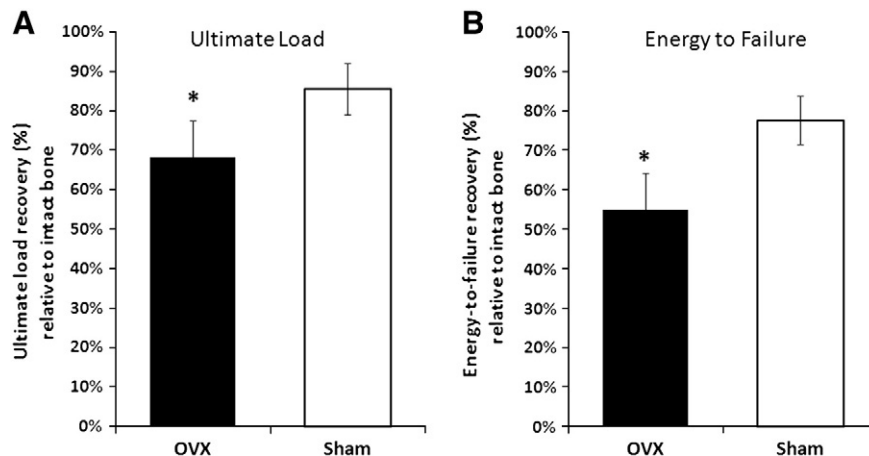 A
Ultimate Load
Ultimate load recovery (%)
relative to intact bone
100%
90%
80%
70%
60%
50%
40%
30%
20%
10%
0%
*
OVX
Sham
B
Energy to Failure
Energy-to-failure recovery (%)
relative to intact bone
100%
90%
80%
70%
60%
50%
40%
30%
20%
10%
0%
*
OVX
Sham